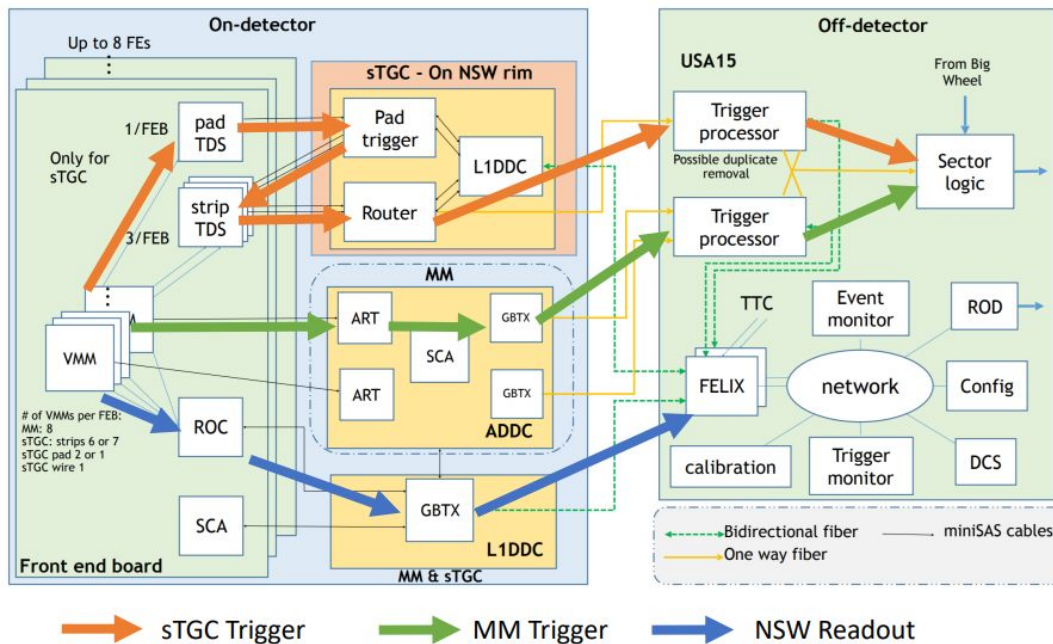 On-detector
Up to 8 FEs
1/FEB
pad
TDS
Only for
sTGC
strip
TDS
3/FEB
VMM
# of VMMs per FEB:
MM: 8
sTGC: strips 6 or 7
sTGC pad 2 or 1
sTGC wire 1
ROC
SCA
Front end board
sTGC - On NSW rim
Pad
trigger
L1DDC
Router
MM
ART
SCA
GBTX
ART
GBTX
ADDC
GBTX
L1DDC
MM & sTGC
Off-detector
USA15
From Big
Wheel
Trigger
processor
Possible duplicate
removal
Sector
logic
Trigger
processor
TTC
Event
monitor
ROD
FELIX
network
Config
calibration
Trigger
monitor
DCS
Bidirectional fiber
miniSAS cables
One way fiber
sTGC Trigger
MM Trigger
NSW Readout